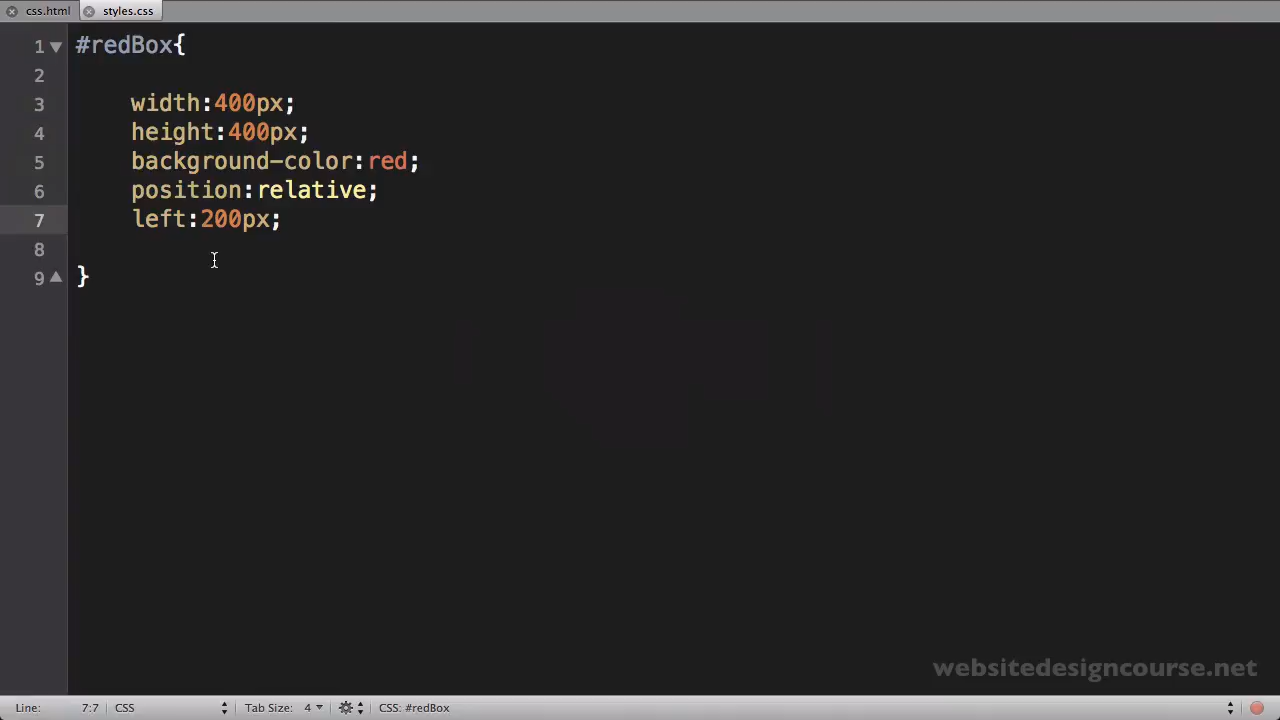 css.html styles.css
1 #redBox{
2
3 width:400px;
4 height:400px;
5 background-color:red;
6 position:relative;
7 left:200px;
8
9 }
websitedesigncourse.net
Line: 7:7 CSS Tab Size: 4 CSS: #redBox